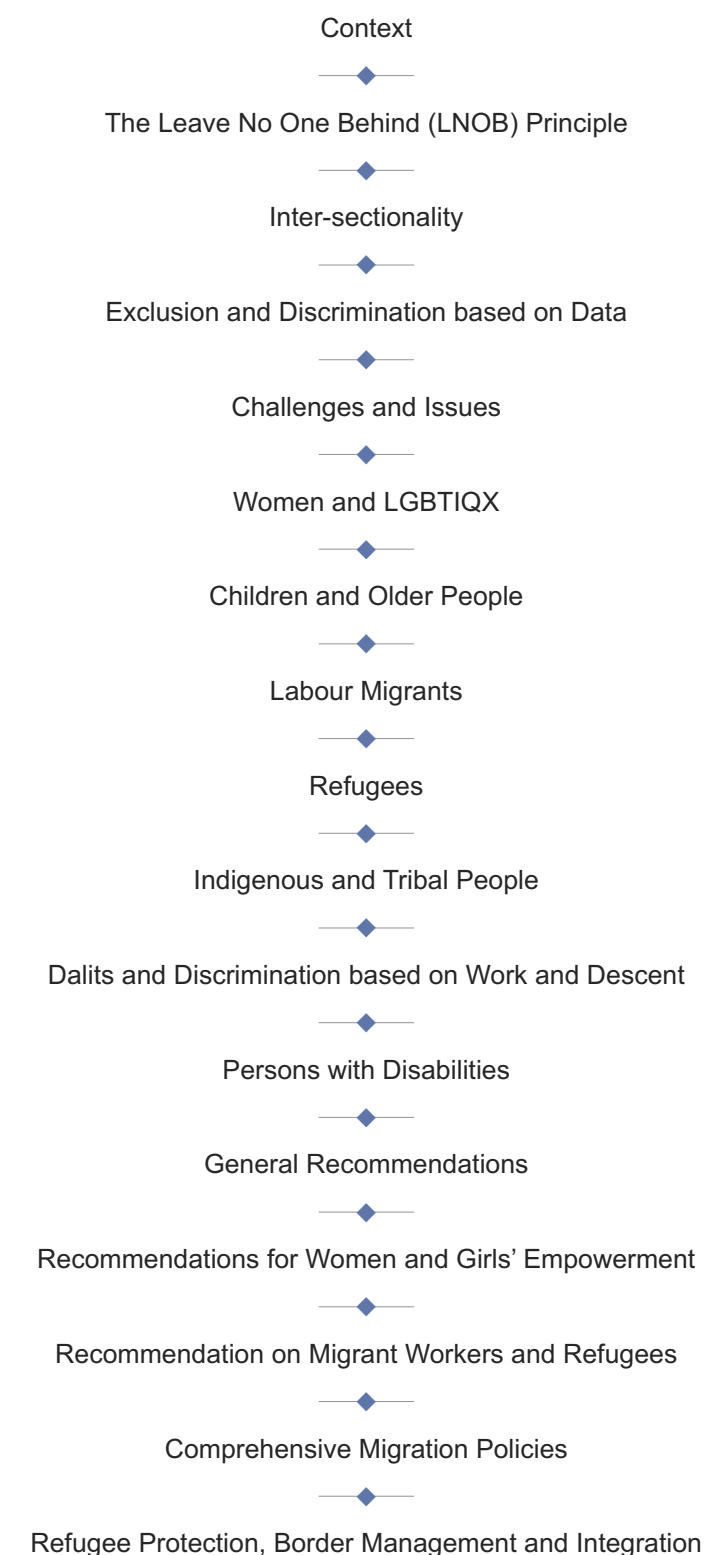 Context
The Leave No One Behind (LNOB) Principle
Inter-sectionality
Exclusion and Discrimination based on Data
Challenges and Issues
Women and LGBTIQX
Children and Older People
Labour Migrants
Refugees
Indigenous and Tribal People
Dalits and Discrimination based on Work and Descent
Persons with Disabilities
General Recommendations
Recommendations for Women and Girls’ Empowerment
Recommendation on Migrant Workers and Refugees
Comprehensive Migration Policies
Refugee Protection, Border Management and Integration